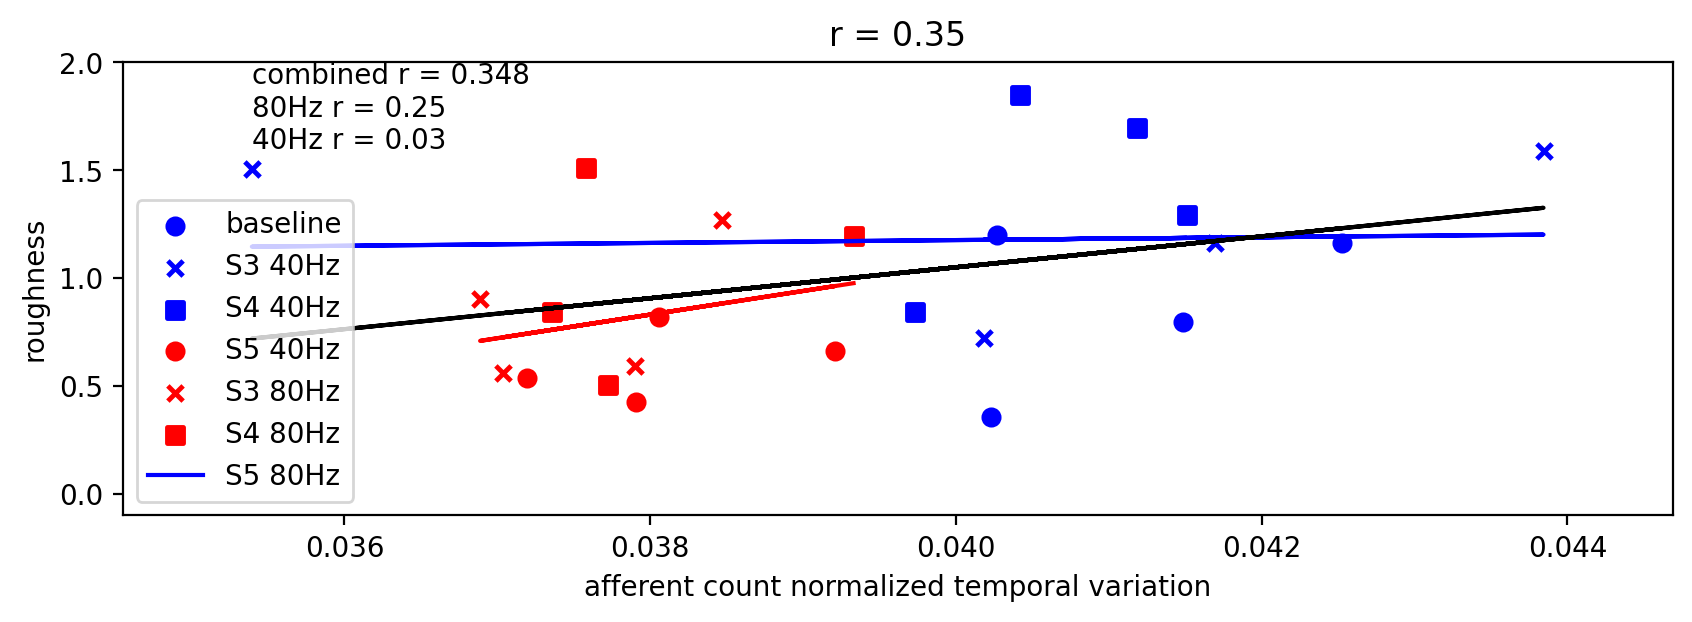 r = 0.35
combined r = 0.348
80Hz r = 0.25
40Hz r = 0.03
2.0
1.5
1.0
0.5
0.0
roughness
baseline
S3 40Hz
S4 40Hz
S5 40Hz
S3 80Hz
S4 80Hz
S5 80Hz
0.036 0.038 0.040 0.042 0.044
afferent count normalized temporal variation